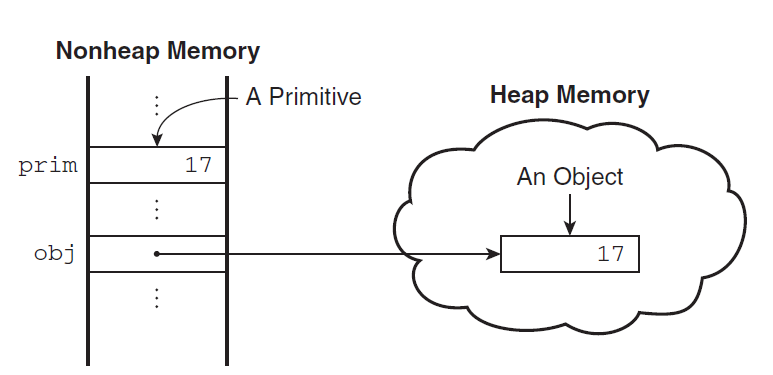 Nonheap Memory
A Primitive
Heap Memory
prim
17
An Object
obj
17